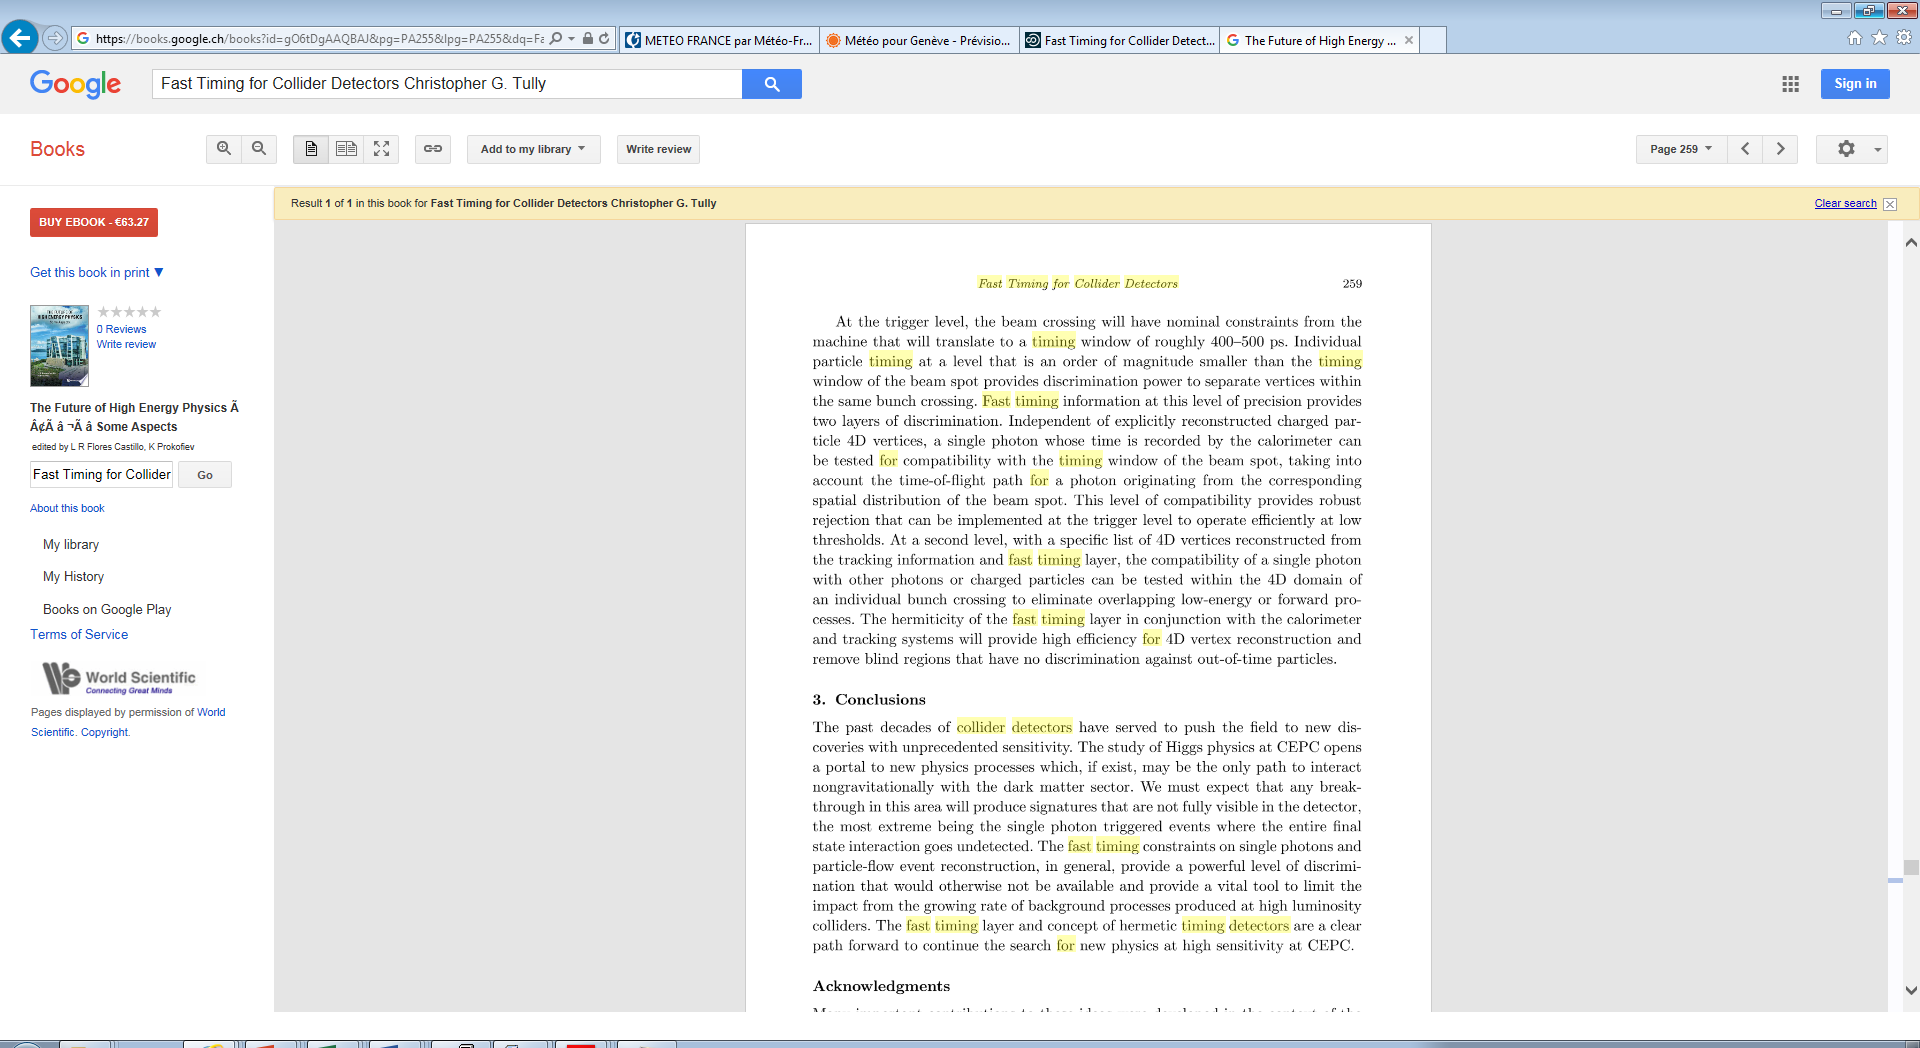 https://books.google.ch/books?id=gO6tDgAAQBAJ&pg=PA255&lpg=PA255&dq=Fa
METEO FRANCE par Météo-Fr...
Météo pour Genève - Prévisio...
Fast Timing for Collider Detect...
The Future of High Energy ...
Google
Fast Timing for Collider Detectors Christopher G. Tully
Sign in
Books
Add to my library
Write review
Page 259
BUY EBOOK - €63.27
Result 1 of 1 in this book for Fast Timing for Collider Detectors Christopher G. Tully
Clear search
Get this book in print ▼
THE FUTURE OF
HIGH ENERGY PHYSICS
0 Reviews
Write review
The Future of High Energy Physics Ã
Â¢Ã â ¬Ã â Some Aspects
edited by L R Flores Castillo, K Prokofiev
Fast Timing for Collider
Go
About this book
My library
My History
Books on Google Play
Terms of Service
World Scientific
Connecting Great Minds
Pages displayed by permission of World
Scientific. Copyright.
Fast Timing for Collider Detectors 259
At the trigger level, the beam crossing will have nominal constraints from the
machine that will translate to a timing window of roughly 400–500 ps. Individual
particle timing at a level that is an order of magnitude smaller than the timing
window of the beam spot provides discrimination power to separate vertices within
the same bunch crossing. Fast timing information at this level of precision provides
two layers of discrimination. Independent of explicitly reconstructed charged par-
ticle 4D vertices, a single photon whose time is recorded by the calorimeter can
be tested for compatibility with the timing window of the beam spot, taking into
account the time-of-flight path for a photon originating from the corresponding
spatial distribution of the beam spot. This level of compatibility provides robust
rejection that can be implemented at the trigger level to operate efficiently at low
thresholds. At a second level, with a specific list of 4D vertices reconstructed from
the tracking information and fast timing layer, the compatibility of a single photon
with other photons or charged particles can be tested within the 4D domain of
an individual bunch crossing to eliminate overlapping low-energy or forward pro-
cesses. The hermiticity of the fast timing layer in conjunction with the calorimeter
and tracking systems will provide high efficiency for 4D vertex reconstruction and
remove blind regions that have no discrimination against out-of-time particles.
3. Conclusions
The past decades of collider detectors have served to push the field to new dis-
coveries with unprecedented sensitivity. The study of Higgs physics at CEPC opens
a portal to new physics processes which, if exist, may be the only path to interact
nongravitationally with the dark matter sector. We must expect that any break-
through in this area will produce signatures that are not fully visible in the detector,
the most extreme being the single photon triggered events where the entire final
state interaction goes undetected. The fast timing constraints on single photons and
particle-flow event reconstruction, in general, provide a powerful level of discrimi-
nation that would otherwise not be available and provide a vital tool to limit the
impact from the growing rate of background processes produced at high luminosity
colliders. The fast timing layer and concept of hermetic timing detectors are a clear
path forward to continue the search for new physics at high sensitivity at CEPC.
Acknowledgments